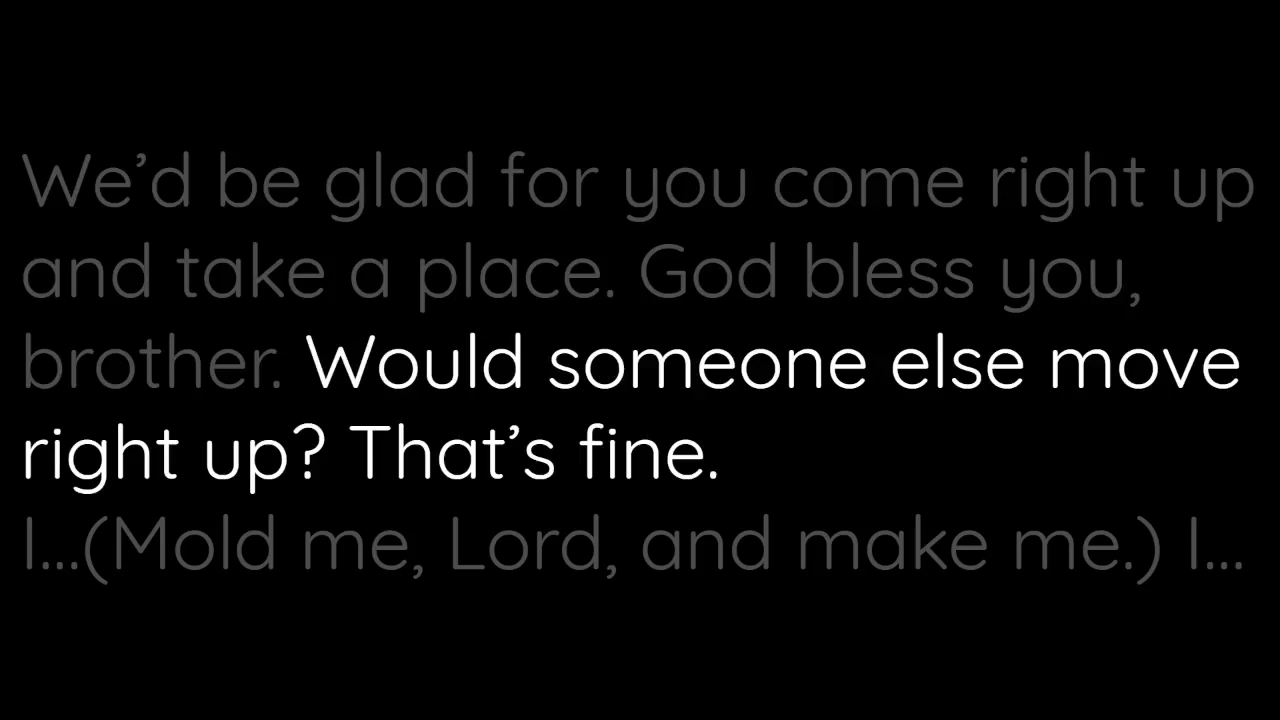 We’d be glad for you come right up
and take a place. God bless you,
brother. Would someone else move
right up? That’s fine.
I...(Mold me, Lord, and make me.) I...